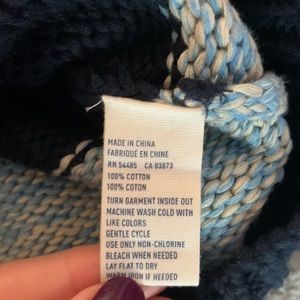 MADE IN CHINA
FABRIQUÉ EN CHINE
RN 54485 CA 03873
100% COTTON
100% COTON
TURN GARMENT INSIDE OUT
MACHINE WASH COLD WITH
LIKE COLORS
GENTLE CYCLE
USE ONLY NON-CHLORINE
BLEACH WHEN NEEDED
LAY FLAT TO DRY
WARM IRON IF NEEDED